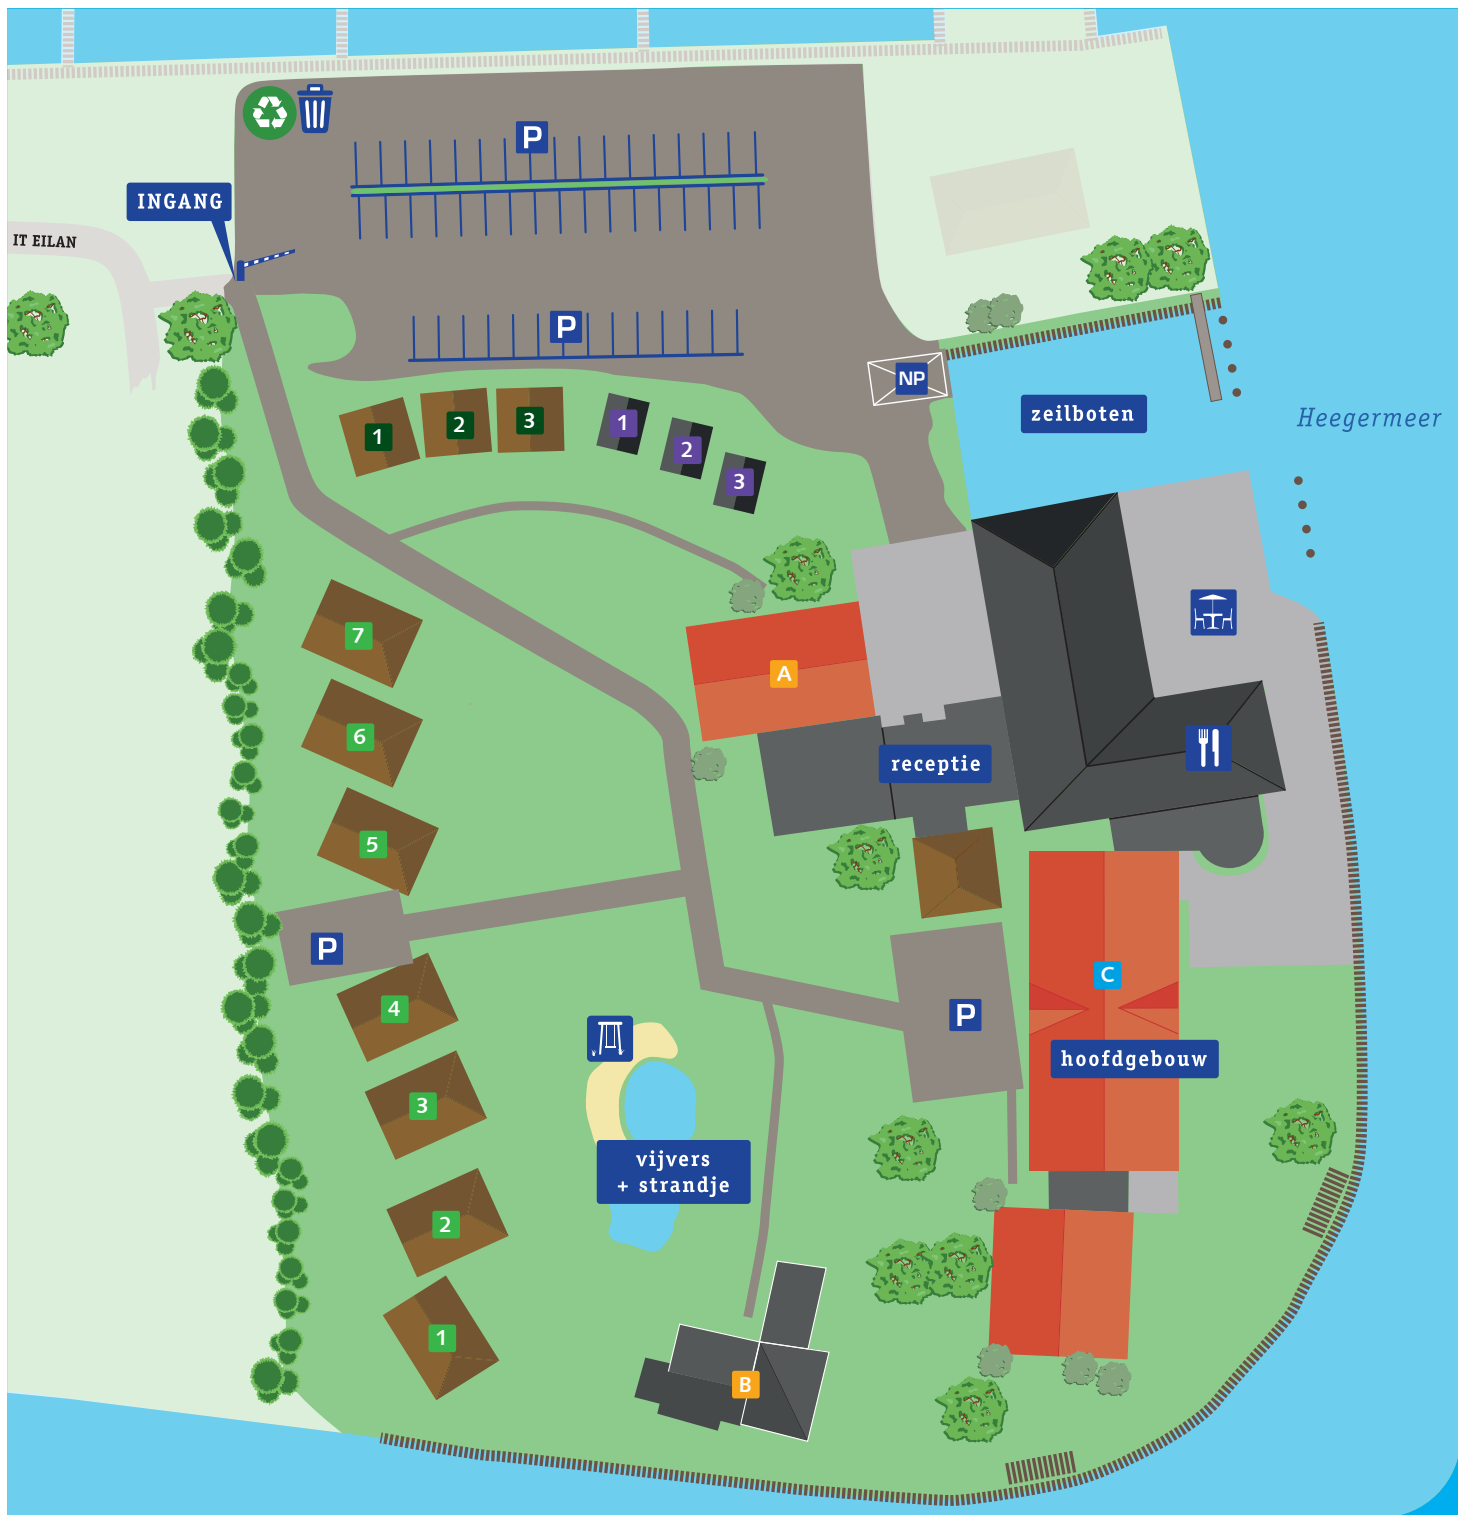 P
INGANG
IT EILAN
P
NP
zeilboten
Heegermeer
1
2
3
1
2
3
7
A
6
receptie
5
P
4
C
P
hoofdgebouw
3
vijvers
+ strandje
2
1
B